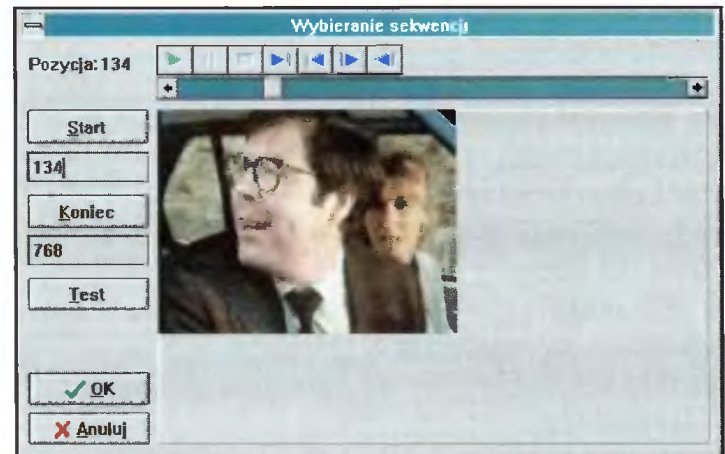 Wybieranie sekwencji
Pozycja:134
Start
134
Koniec
768
Test
OK
Anuluj